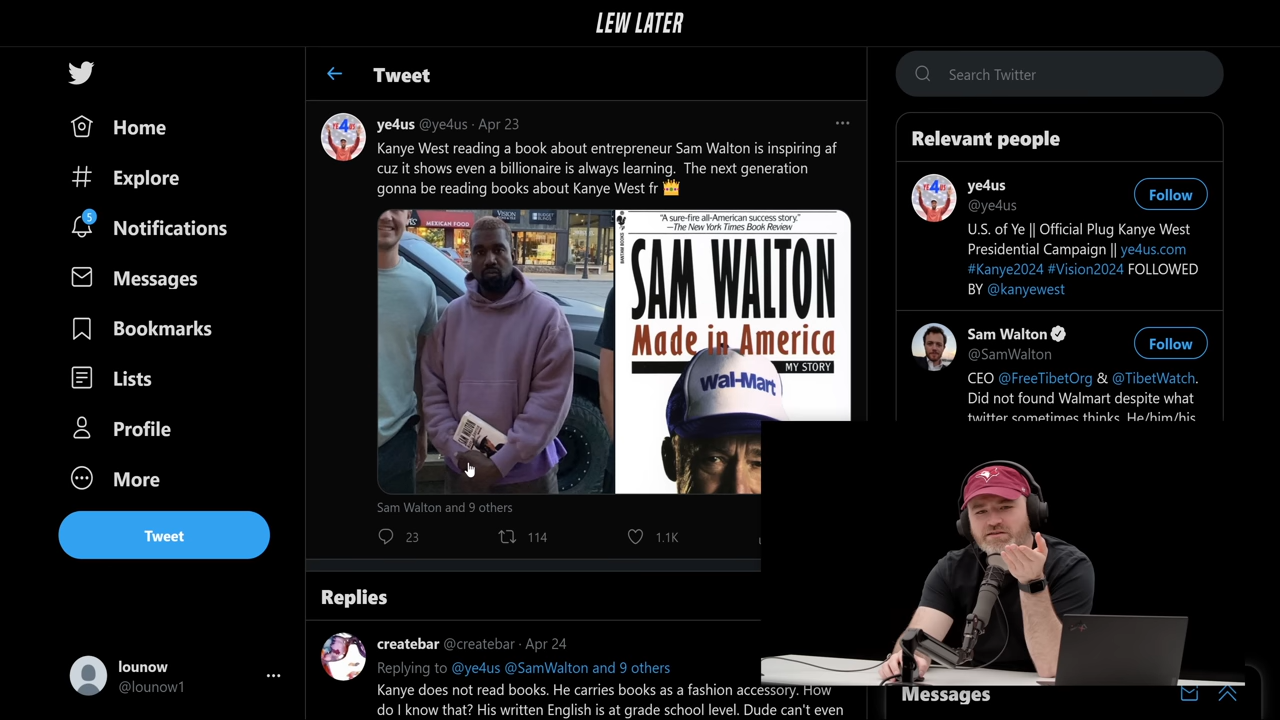 LEW LATER
Home
Explore
5
Notifications
Messages
Bookmarks
Lists
Profile
More
Tweet
lounow
@lounow1
Tweet
ye4us @ye4us · Apr 23
Kanye West reading a book about entrepreneur Sam Walton is inspiring af
cuz it shows even a billionaire is always learning. The next generation
gonna be reading books about Kanye West fr 👑
MEXICAN FOOD
VISION
BUDGET
BLINDS
SAM WALTON
BANTAM BOOKS
"A sure-fire all-American success story."
—The New York Times Book Review
SAM WALTON
Made in America
MY STORY
Wal-Mart
Sam Walton and 9 others
23
114
1.1K
Replies
createbar @createbar · Apr 24
Replying to @ye4us @SamWalton and 9 others
Kanye does not read books. He carries books as a fashion accessory. How
do I know that? His written English is at grade school level. Dude can't even
Search Twitter
Relevant people
YE4US
ye4us
@ye4us
Follow
U.S. of Ye || Official Plug Kanye West
Presidential Campaign || ye4us.com
#Kanye2024 #Vision2024 FOLLOWED
BY @kanyewest
Sam Walton
@SamWalton
Follow
CEO @FreeTibetOrg & @TibetWatch.
Did not found Walmart despite what
twitter sometimes thinks. He/him/his
Messages